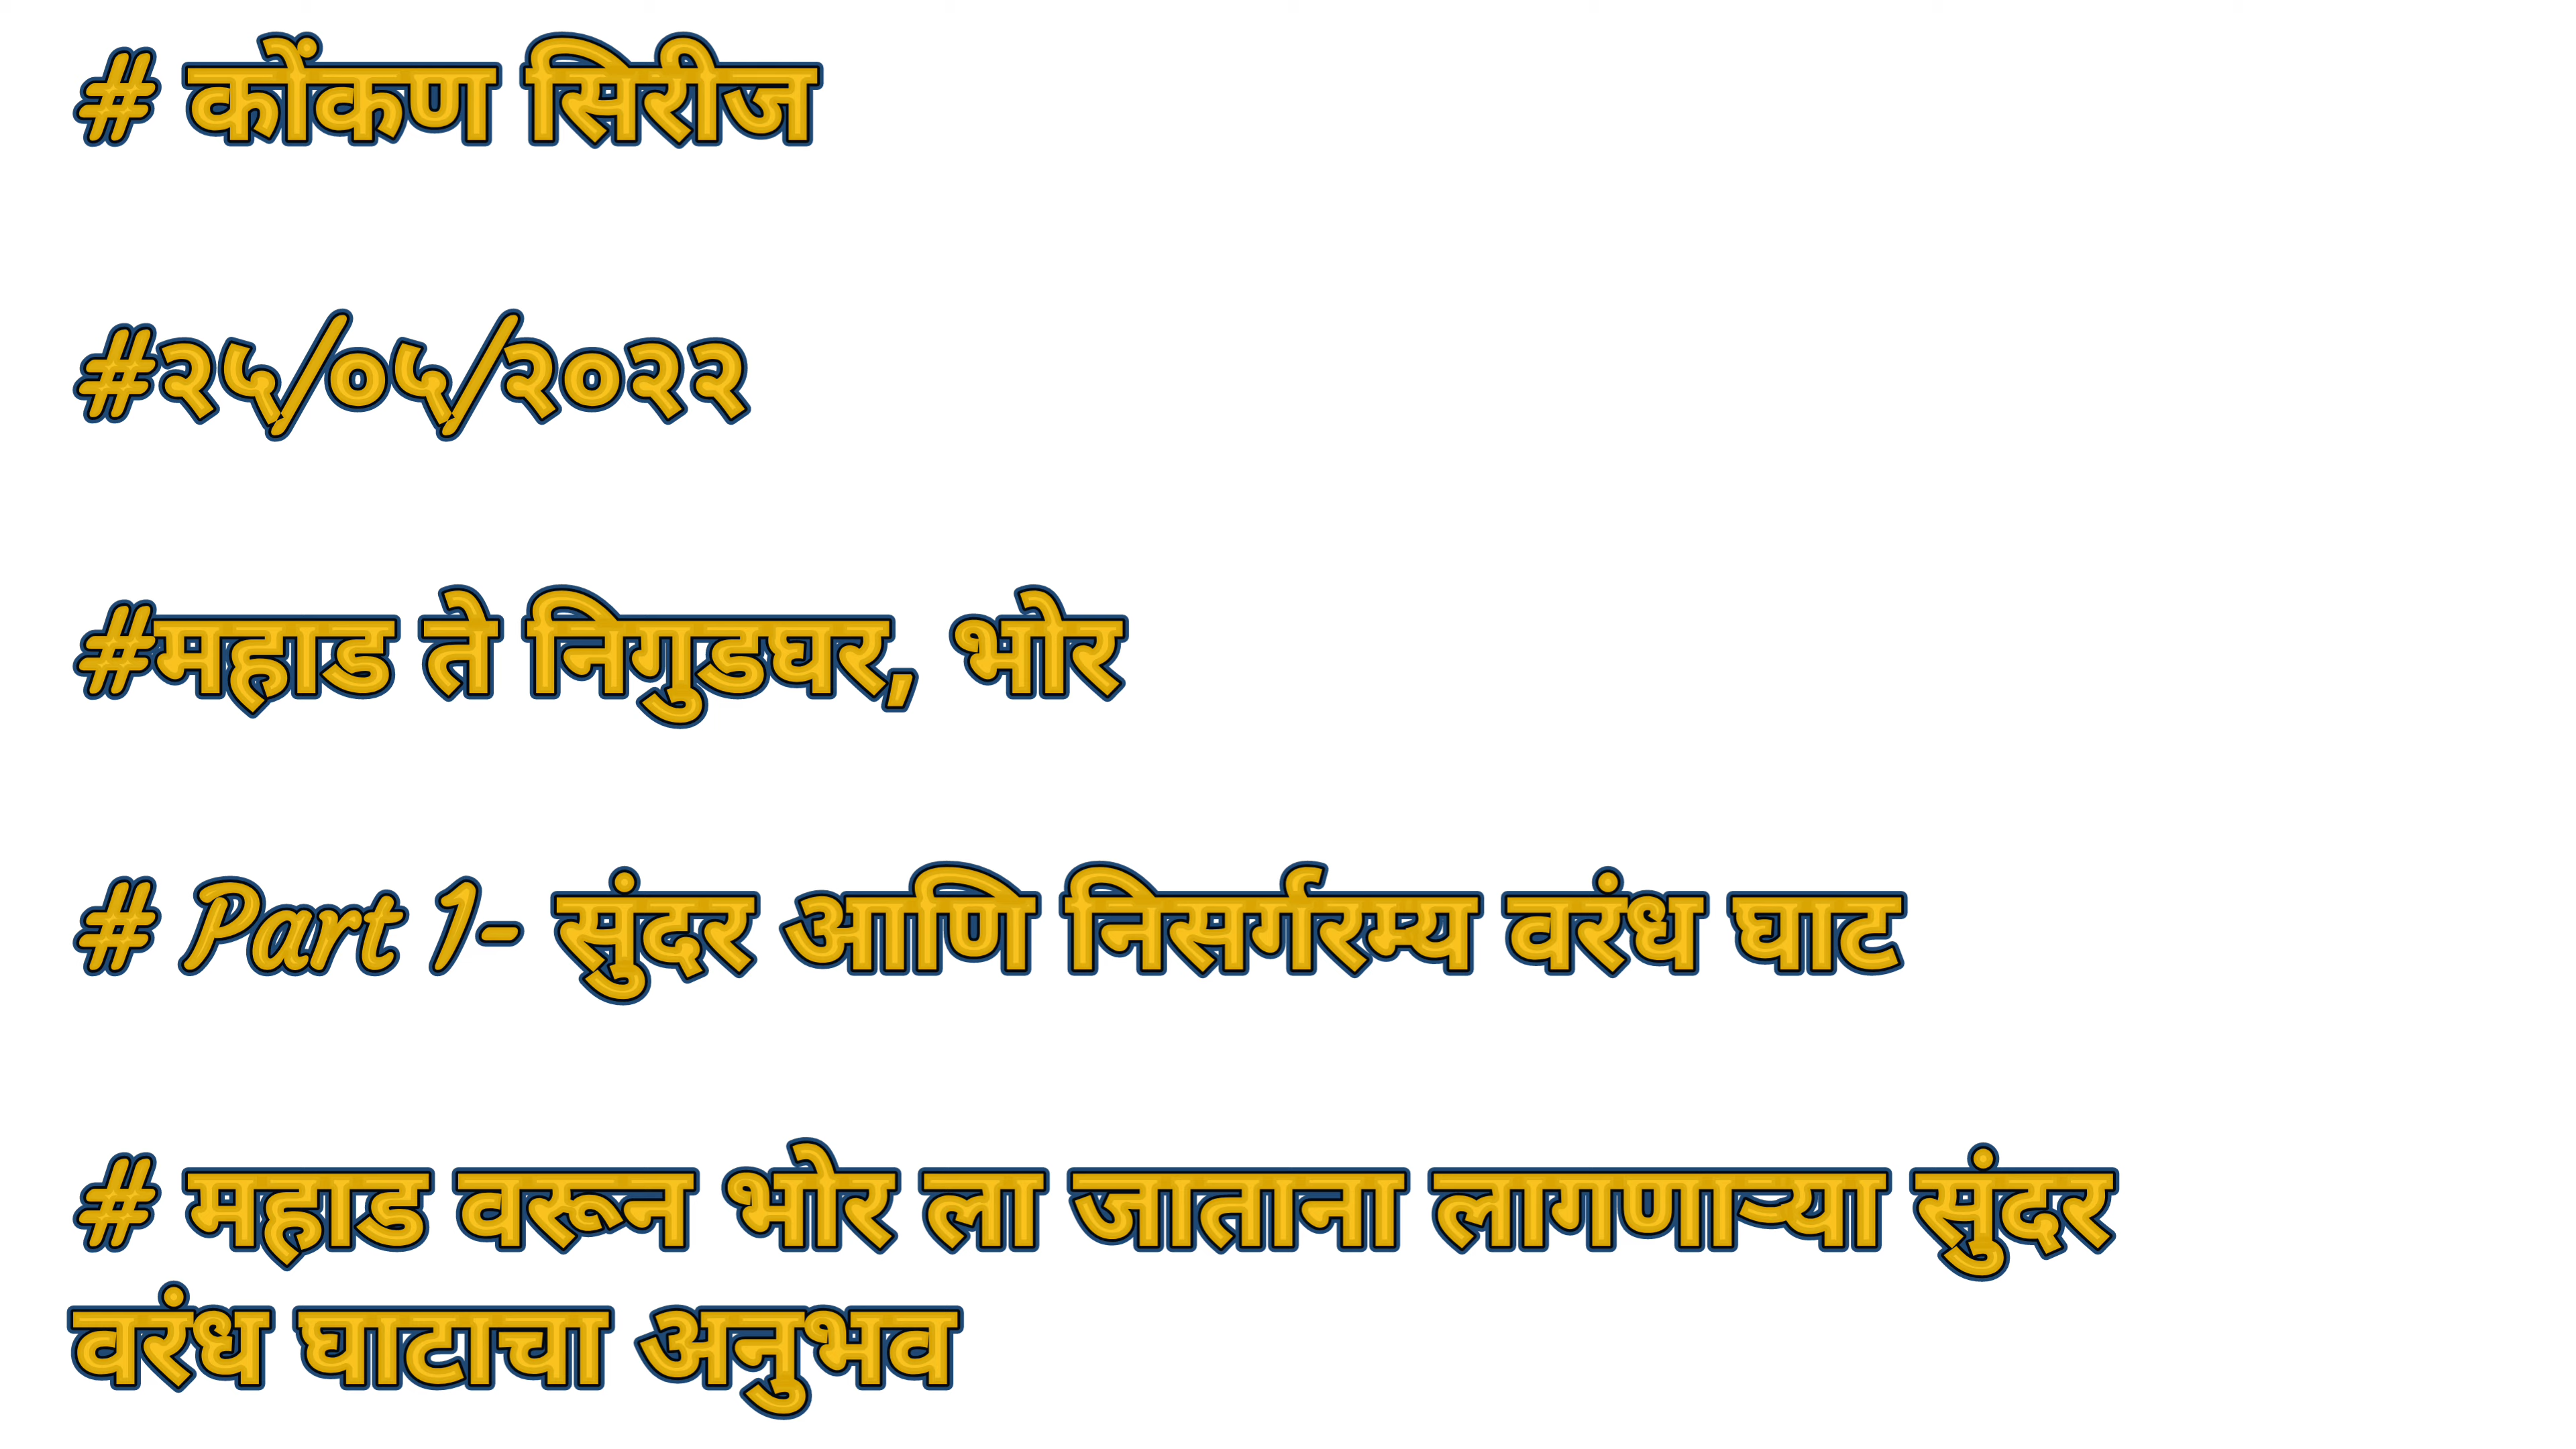 # कोंकण सिरीज
#२५/०५/२०२२
#महाड ते निगुडघर, भोर
# Part 1- सुंदर आणि निसर्गरम्य वरंध घाट
# महाड वरून भोर ला जाताना लागणाऱ्या सुंदर
वरंध घाटाचा अनुभव